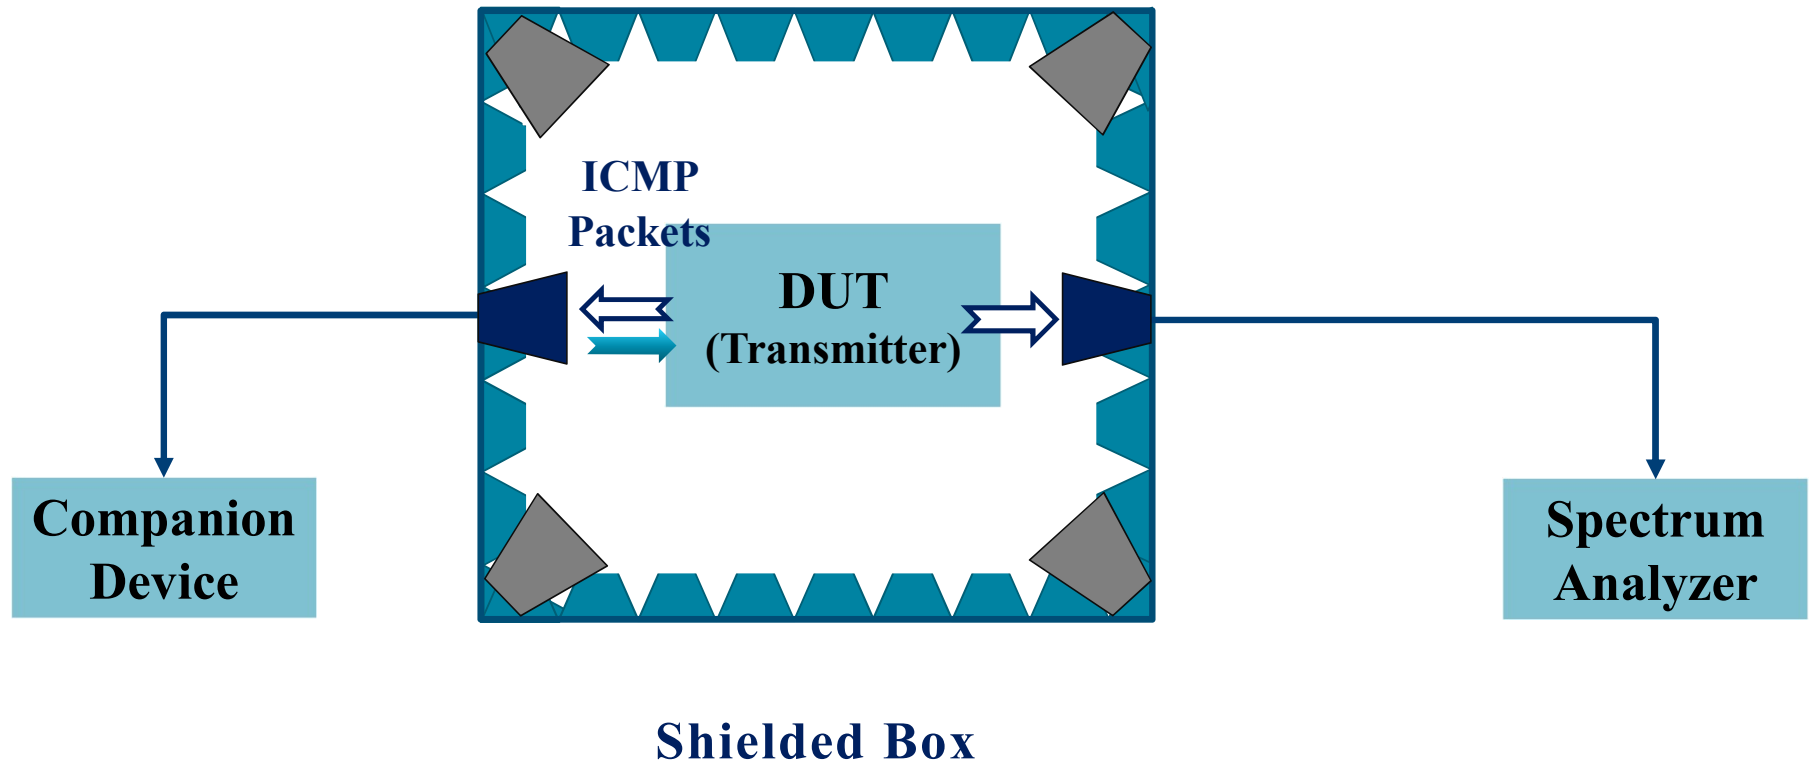 ICMP
Packets
DUT
(Transmitter)
Companion
Device
Spectrum
Analyzer
Shielded Box